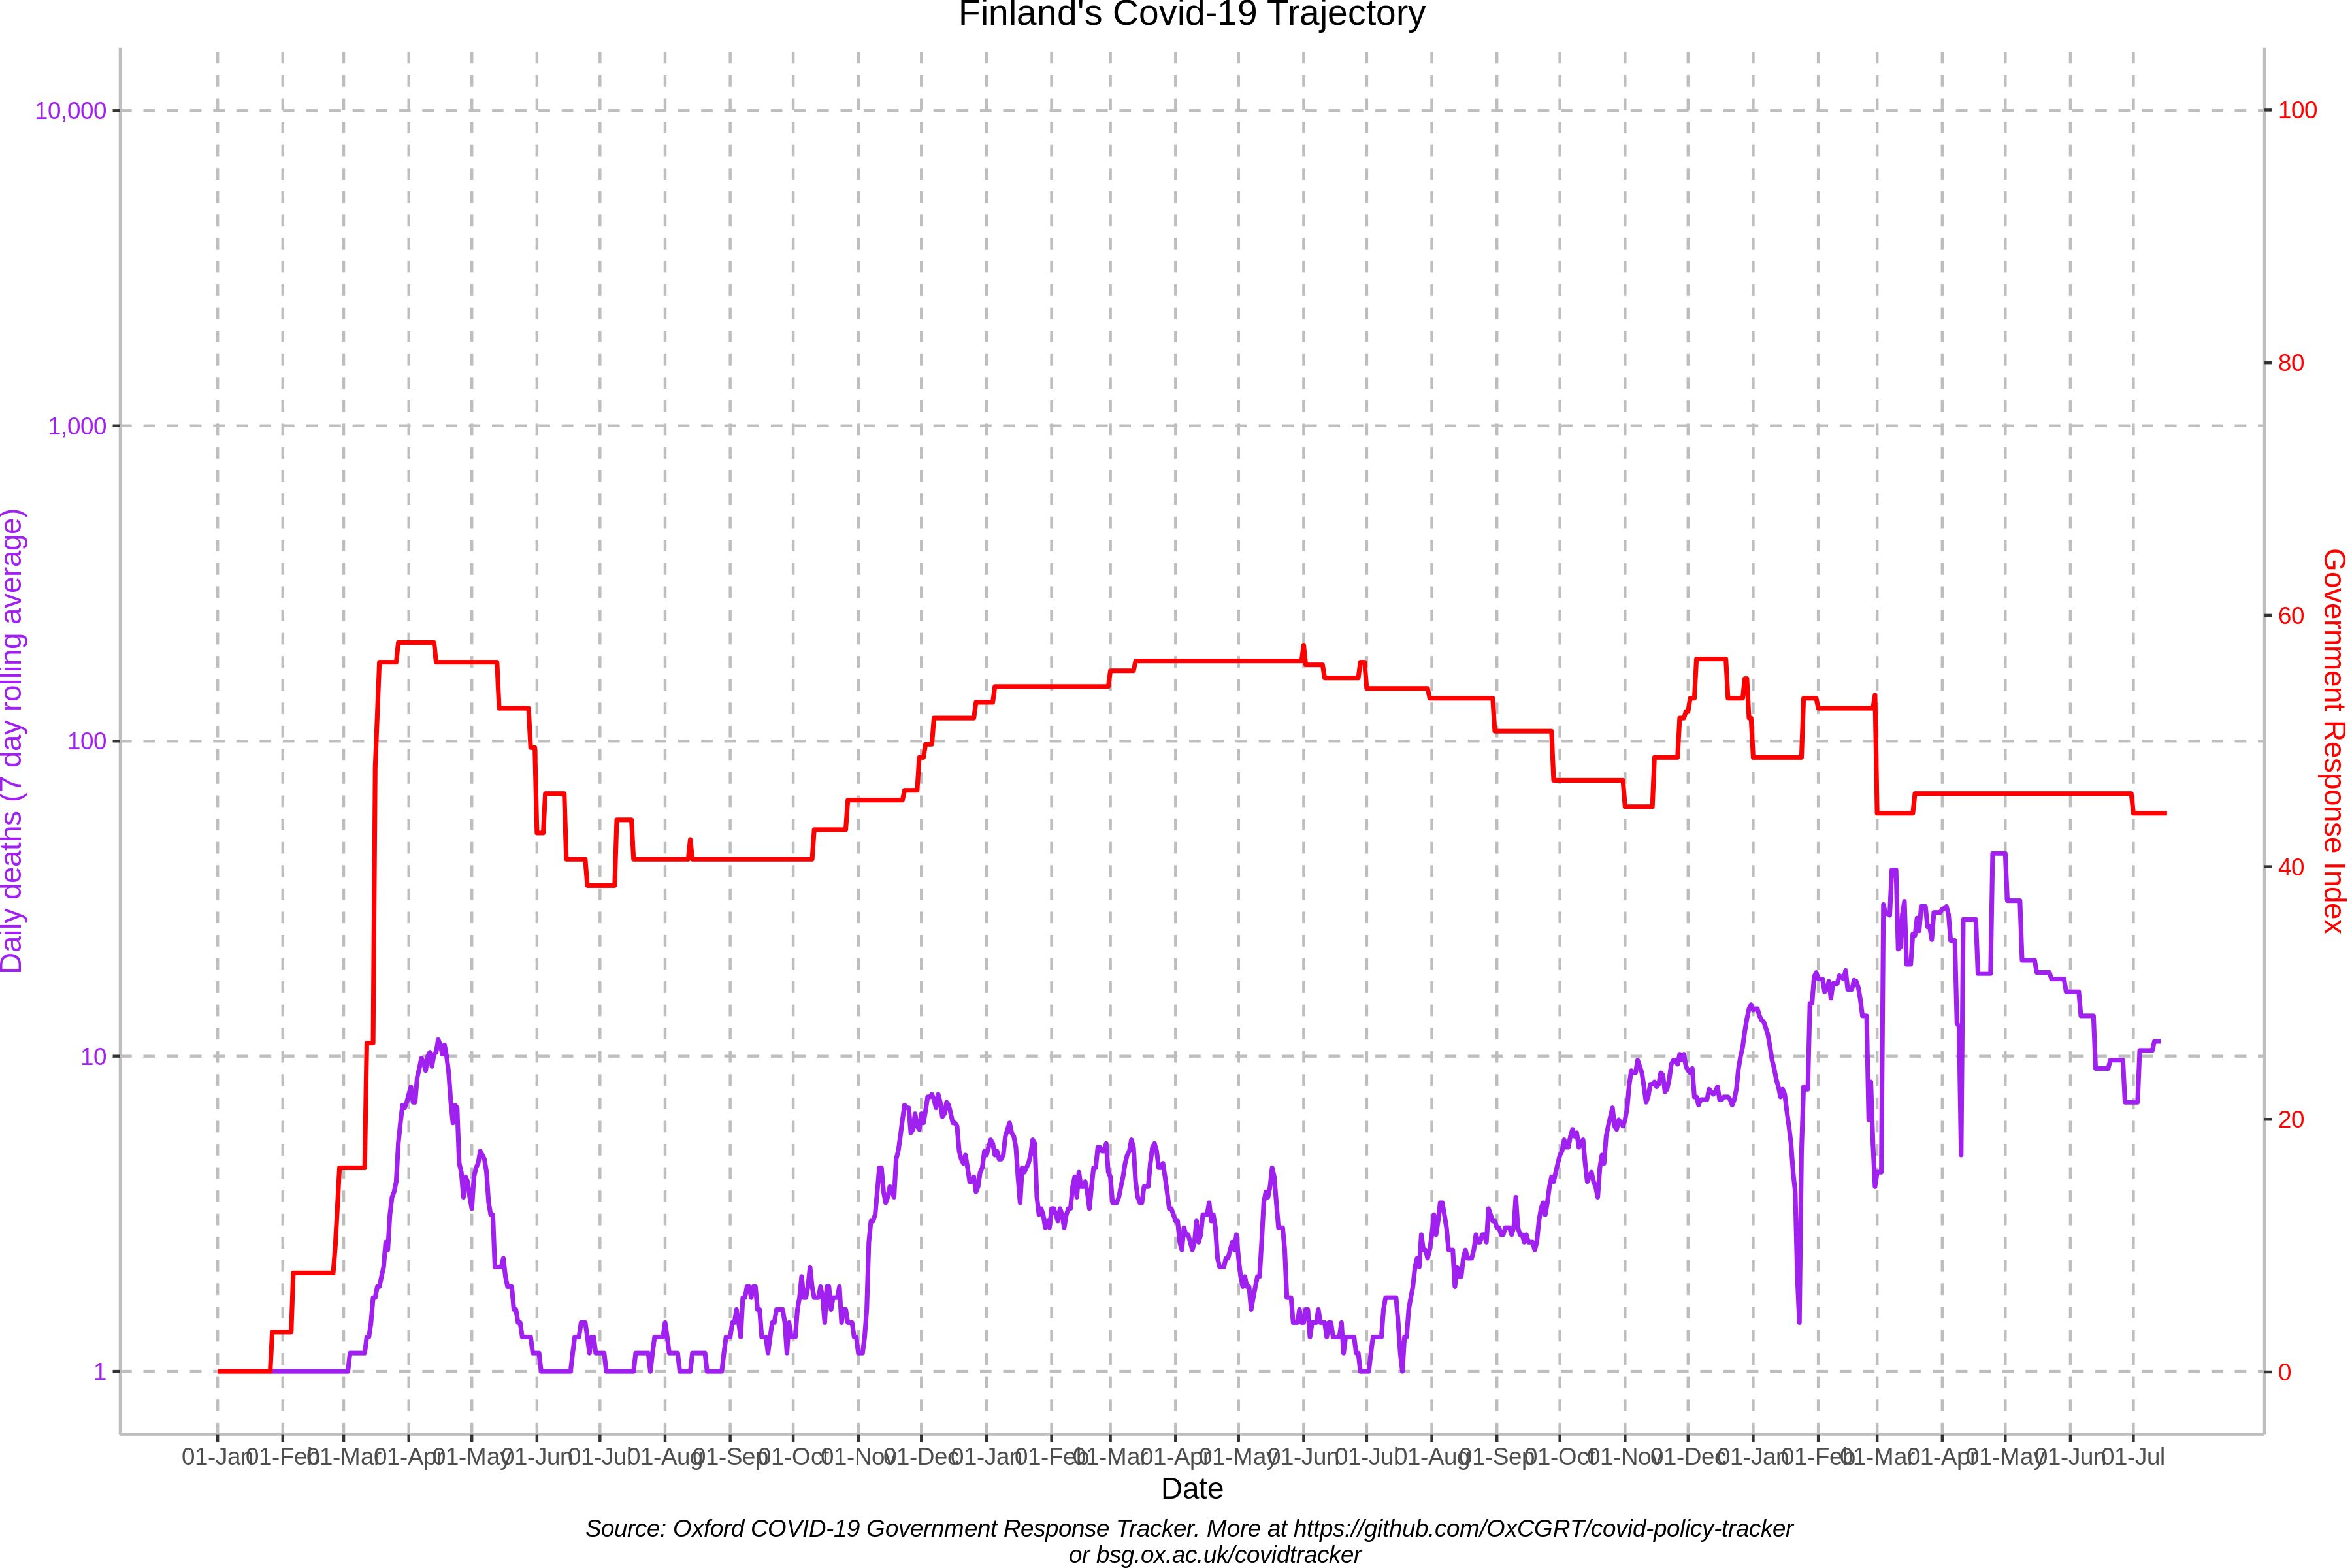 Finland's Covid-19 Trajectory
10,000
1,000
100
10
1
Daily deaths (7 day rolling average)
100
80
60
40
20
0
Government Response Index
01-Jan 01-Feb 01-Mar 01-Apr 01-May 01-Jun 01-Jul 01-Aug 01-Sep 01-Oct 01-Nov 01-Dec 01-Jan 01-Feb 01-Mar 01-Apr 01-May 01-Jun 01-Jul 01-Aug 01-Sep 01-Oct 01-Nov 01-Dec 01-Jan 01-Feb 01-Mar 01-Apr 01-May 01-Jun 01-Jul
Date
Source: Oxford COVID-19 Government Response Tracker. More at https://github.com/OxCGRT/covid-policy-tracker
or bsg.ox.ac.uk/covidtracker